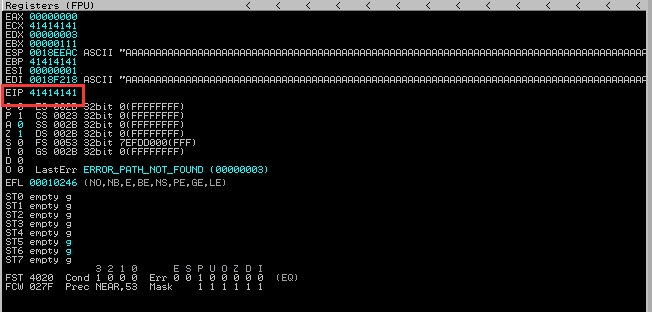 Registers (FPU) < < < < < < < < < < <
EAX 00000000
ECX 41414141
EDX 00000003
EBX 00000111
ESP 0018EEAC ASCII "AAAAAAAAAAAAAAAAAAAAAAAAAAAAAAAAAAAAAAAAAAAAAAAAAAAAAAAAAAAAAAAAAA
EBP 41414141
ESI 00000001
EDI 0018F218 ASCII "AAAAAAAAAAAAAAAAAAAAAAAAAAAAAAAAAAAAAAAAAAAAAAAAAAAAAAAAAAAAAAAAAA
EIP 41414141
C 0 ES 002B 32bit 0(FFFFFFFF)
P 1 CS 0023 32bit 0(FFFFFFFF)
A 0 SS 002B 32bit 0(FFFFFFFF)
Z 1 DS 002B 32bit 0(FFFFFFFF)
S 0 FS 0053 32bit 7EFDD000(FFF)
T 0 GS 002B 32bit 0(FFFFFFFF)
D 0
O 0 LastErr ERROR_PATH_NOT_FOUND (00000003)
EFL 00010246 (NO,NB,E,BE,NS,PE,GE,LE)
ST0 empty g
ST1 empty g
ST2 empty g
ST3 empty g
ST4 empty g
ST5 empty g
ST6 empty g
ST7 empty g
3 2 1 0 E S P U O Z D I
FST 4020 Cond 1 0 0 0 Err 0 0 1 0 0 0 0 0 (EQ)
FCW 027F Prec NEAR,53 Mask 1 1 1 1 1 1